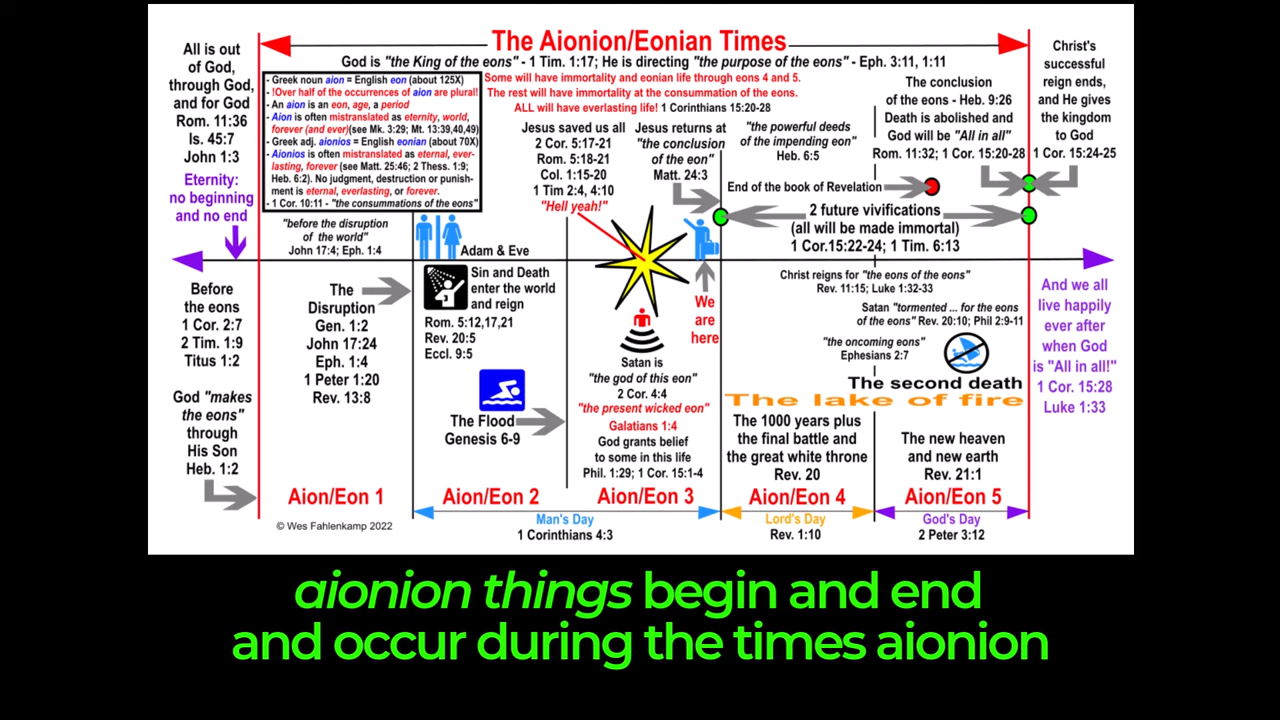 The Aionion/Eonian Times
God is "the King of the eons" - 1 Tim. 1:17; He is directing "the purpose of the eons" - Eph. 3:11, 1:11
All is out
of God,
through God,
and for God
Rom. 11:36
Is. 45:7
John 1:3
Eternity:
no beginning
and no end
Before
the eons
1 Cor. 2:7
2 Tim. 1:9
Titus 1:2
God "makes
the eons"
through
His Son
Heb. 1:2
- Greek noun aion = English eon (about 125X)
- !Over half of the occurrences of aion are plural!
- An aion is an eon, age, a period
- Aion is often mistranslated as eternity, world,
forever (and ever)(see Mk. 3:29; Mt. 13:39,40,49)
- Greek adj. aionios = English eonian (about 70X)
- Aionios is often mistranslated as eternal, ever-
lasting, forever (see Matt. 25:46; 2 Thess. 1:9;
Heb. 6:2). No judgment, destruction or punish-
ment is eternal, everlasting, or forever.
- 1 Cor. 10:11 - "the consummations of the eons"
"before the disruption
of the world"
John 17:4; Eph. 1:4
The
Disruption
Gen. 1:2
John 17:24
Eph. 1:4
1 Peter 1:20
Rev. 13:8
Aion/Eon 1
© Wes Fahlenkamp 2022
Some will have immortality and eonian life through eons 4 and 5.
The rest will have immortality at the consummation of the eons.
ALL will have everlasting life! 1 Corinthians 15:20-28
Adam & Eve
Sin and Death
enter the world
and reign
Rom. 5:12,17,21
Rev. 20:5
Eccl. 9:5
The Flood
Genesis 6-9
Aion/Eon 2
Jesus saved us all
2 Cor. 5:17-21
Rom. 5:18-21
Col. 1:15-20
1 Tim 2:4, 4:10
"Hell yeah!"
Jesus returns at
"the conclusion
of the eon"
Matt. 24:3
We
are
here
Satan is
"the god of this eon"
2 Cor. 4:4
"the present wicked eon"
Galatians 1:4
God grants belief
to some in this life
Phil. 1:29; 1 Cor. 15:1-4
Aion/Eon 3
Man's Day
1 Corinthians 4:3
"the powerful deeds
of the impending eon"
Heb. 6:5
The conclusion
of the eons - Heb. 9:26
Death is abolished and
God will be "All in all"
Rom. 11:32; 1 Cor. 15:20-28
End of the book of Revelation
2 future vivifications
(all will be made immortal)
1 Cor.15:22-24; 1 Tim. 6:13
Christ reigns for "the eons of the eons"
Rev. 11:15; Luke 1:32-33
Satan "tormented ... for the eons
of the eons" Rev. 20:10; Phil 2:9-11
"the oncoming eons"
Ephesians 2:7
The second death
The lake of fire
The 1000 years plus
the final battle and
the great white throne
Rev. 20
Aion/Eon 4
Lord's Day
Rev. 1:10
The new heaven
and new earth
Rev. 21:1
Aion/Eon 5
God's Day
2 Peter 3:12
Christ's
successful
reign ends,
and He gives
the kingdom
to God
1 Cor. 15:24-25
And we all
live happily
ever after
when God
is "All in all!"
1 Cor. 15:28
Luke 1:33
aionion things begin and end
and occur during the times aionion